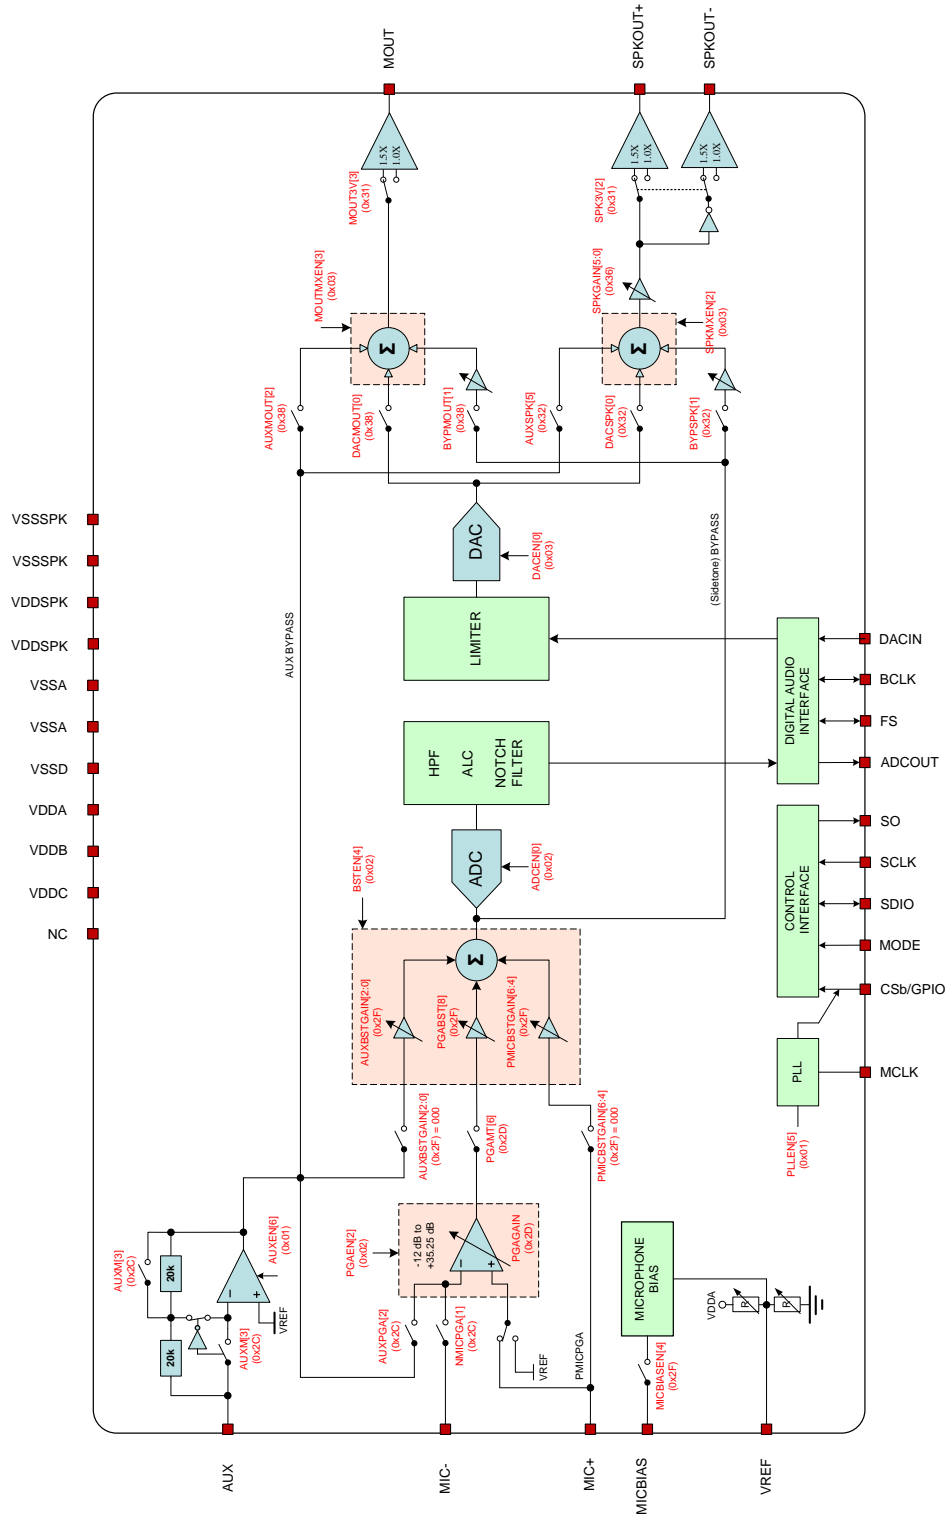 MOUT
SPKOUT+
SPKOUT-
1.5X
1.0X
1.5X
1.0X
1.5X
1.0X
MOUT3V[3]
(0x31)
SPK3V[2]
(0x31)
MOUTMXEN[3]
(0x03)
SPKGAIN[5:0]
(0x36)
SPKMXEN[2]
(0x03)
Σ
Σ
AUXMOUT[2]
(0x38)
DACMOUT[0]
(0x38)
BYPMOUT[1]
(0x38)
AUXSPK[5]
(0x32)
DACSPK[0]
(0X32)
BYPSPK[1]
(0x32)
VSSSPK
VSSSPK
VDDSPK
VDDSPK
VSSA
VSSA
VSSD
VDDA
VDDB
VDDC
NC
AUX BYPASS
(Sidetone) BYPASS
DAC
DACEN[0]
(0x03)
LIMITER
HPF
ALC
NOTCH
FILTER
DIGITAL AUDIO
INTERFACE
DACIN
BCLK
FS
ADCOUT
ADC
ADCEN[0]
(0x02)
BSTEN[4]
(0x02)
Σ
CONTROL
INTERFACE
SO
SCLK
SDIO
MODE
CSb/GPIO
AUXBSTGAIN[2:0]
(0x2F)
PGABST[8]
(0x2F)
PMICBSTGAIN[6:4]
(0x2F)
PLL
MCLK
PLLEN[5]
(0x01)
AUXBSTGAIN[2:0]
(0x2F) = 000
PGAMT[6]
(0x2D)
PMICBSTGAIN[6:4]
(0x2F) = 000
AUXM[3]
(0x2C)
20k
20k
AUXEN[6]
(0x01)
-
+
VREF
AUXM[3]
(0x2C)
PGAEN[2]
(0x02)
-12 dB to
+35.25 dB
-
+
PGAGAIN
(0x2D)
AUXPGA[2]
(0x2C)
NMICPGA[1]
(0x2C)
VREF
PMICPGA
MICROPHONE
BIAS
MICBIASEN[4]
(0x2F)
VDDA
R
R
AUX
MIC-
MIC+
MICBIAS
VREF